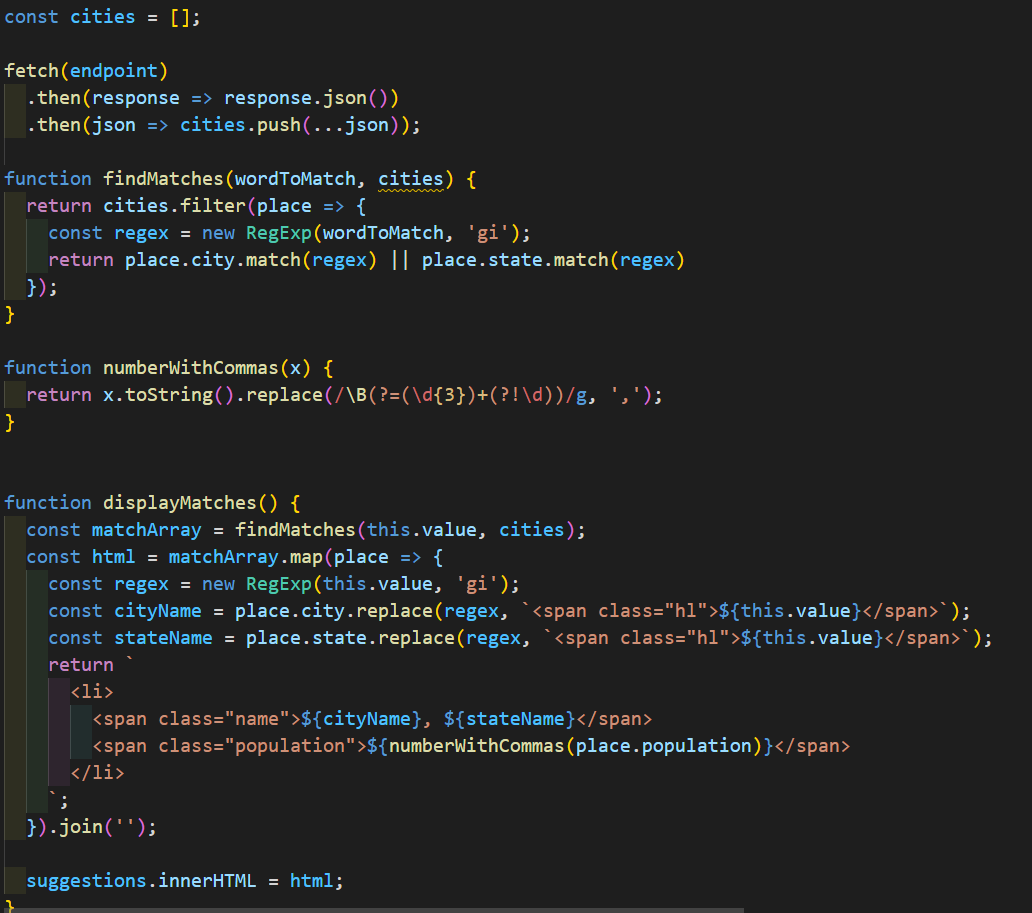 const cities = [];
fetch(endpoint)
.then(response => response.json())
.then(json => cities.push(...json));
function findMatches(wordToMatch, cities) {
return cities.filter(place => {
const regex = new RegExp(wordToMatch, 'gi');
return place.city.match(regex) || place.state.match(regex)
});
}
function numberWithCommas(x) {
return x.toString().replace(/\B(?=(\d{3})+(?!\d))/g, ',');
}
function displayMatches() {
const matchArray = findMatches(this.value, cities);
const html = matchArray.map(place => {
const regex = new RegExp(this.value, 'gi');
const cityName = place.city.replace(regex, `<span class="hl">${this.value}</span>`);
const stateName = place.state.replace(regex, `<span class="hl">${this.value}</span>`);
return `
<li>
<span class="name">${cityName}, ${stateName}</span>
<span class="population">${numberWithCommas(place.population)}</span>
</li>
`;
}).join('');
suggestions.innerHTML = html;
}